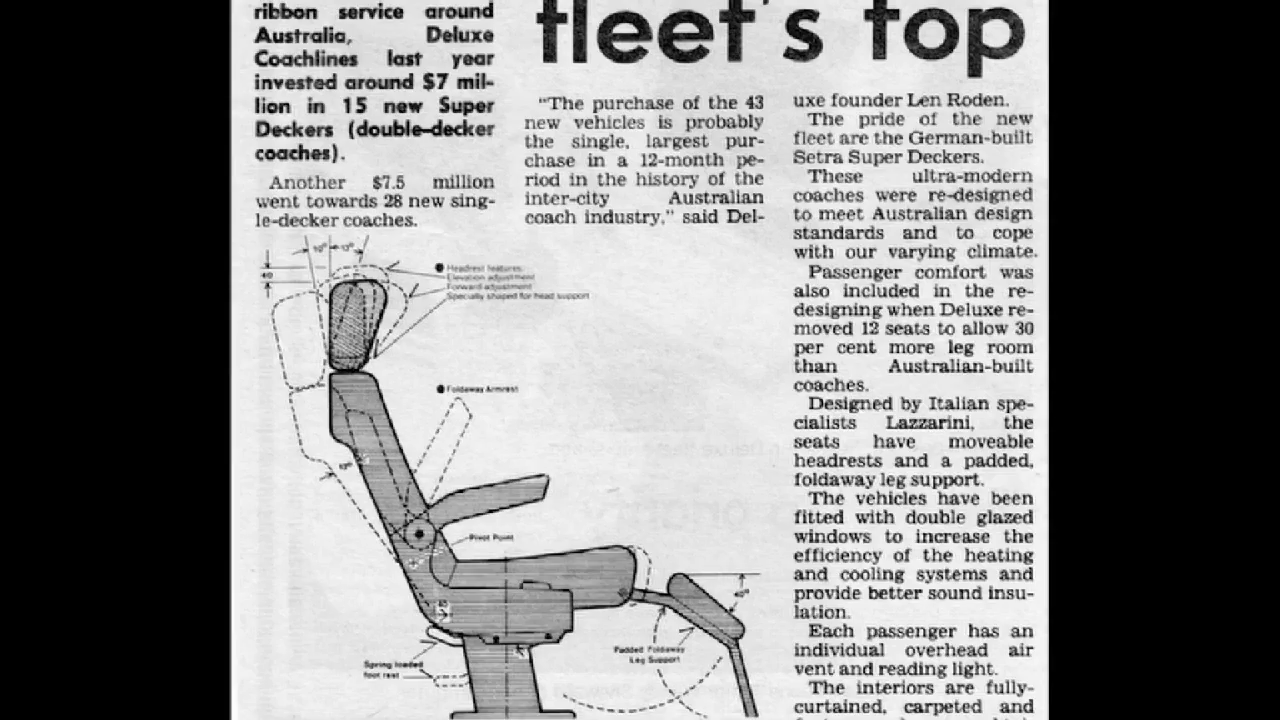 ribbon service around
Australia, Deluxe
Coachlines last year
invested around $7 mil-
lion in 15 new Super
Deckers (double-decker
coaches).
Another $7.5 million
went towards 28 new sing-
le-decker coaches.
fleet's top
"The purchase of the 43
new vehicles is probably
the single, largest pur-
chase in a 12-month pe-
riod in the history of the
inter-city Australian
coach industry," said Del-
uxe founder Len Roden.
The pride of the new
fleet are the German-built
Setra Super Deckers.
These ultra-modern
coaches were re-designed
to meet Australian design
standards and to cope
with our varying climate.
Passenger comfort was
also included in the re-
designing when Deluxe re-
moved 12 seats to allow 30
per cent more leg room
than Australian-built
coaches.
Designed by Italian spe-
cialists Lazzarini, the
seats have moveable
headrests and a padded,
foldaway leg support.
The vehicles have been
fitted with double glazed
windows to increase the
efficiency of the heating
and cooling systems and
provide better sound insu-
lation.
Each passenger has an
individual overhead air
vent and reading light.
The interiors are fully-
curtained, carpeted and
40
Headrest features
Elevation adjustment
Forward adjustment
Specially shaped for head support
Foldaway Armrest
Pivot Point
Padded Foldaway
Leg Support
Spring loaded
foot rest